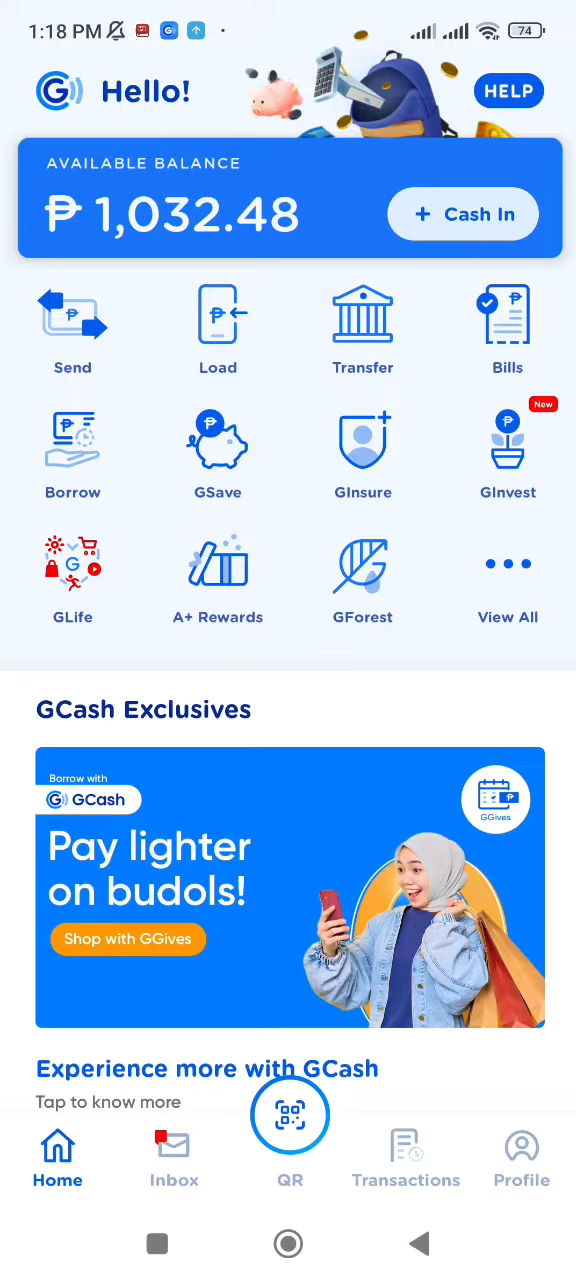 1:18 PM
74
Hello!
HELP
AVAILABLE BALANCE
₱ 1,032.48
+ Cash In
Send
Load
Transfer
Bills
New
Borrow
GSave
GInsure
GInvest
GLife
A+ Rewards
GForest
View All
GCash Exclusives
Borrow with
GCash
GGives
Pay lighter
on budols!
Shop with GGives
Experience more with GCash
Tap to know more
Home
Inbox
QR
Transactions
Profile